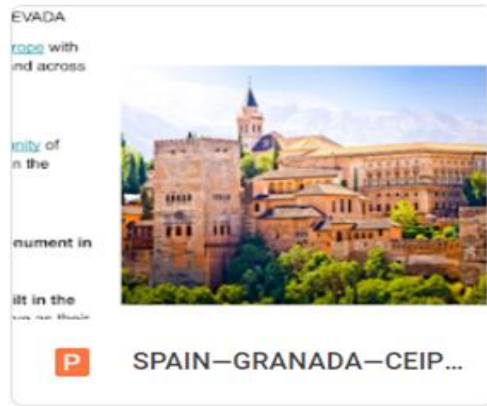 EVADA
rope with
nd across
nity of
n the
nument in
ilt in the
P SPAIN—GRANADA—CEIP...